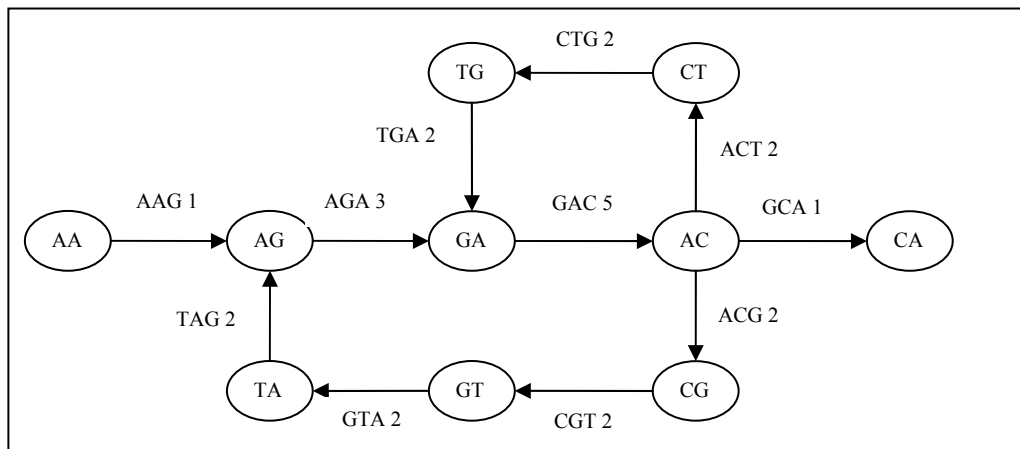 CTG 2
TG
CT
TGA 2
ACT 2
AAG 1
AGA 3
GAC 5
GCA 1
AA
AG
GA
AC
CA
TAG 2
ACG 2
TA
GT
CG
GTA 2
CGT 2